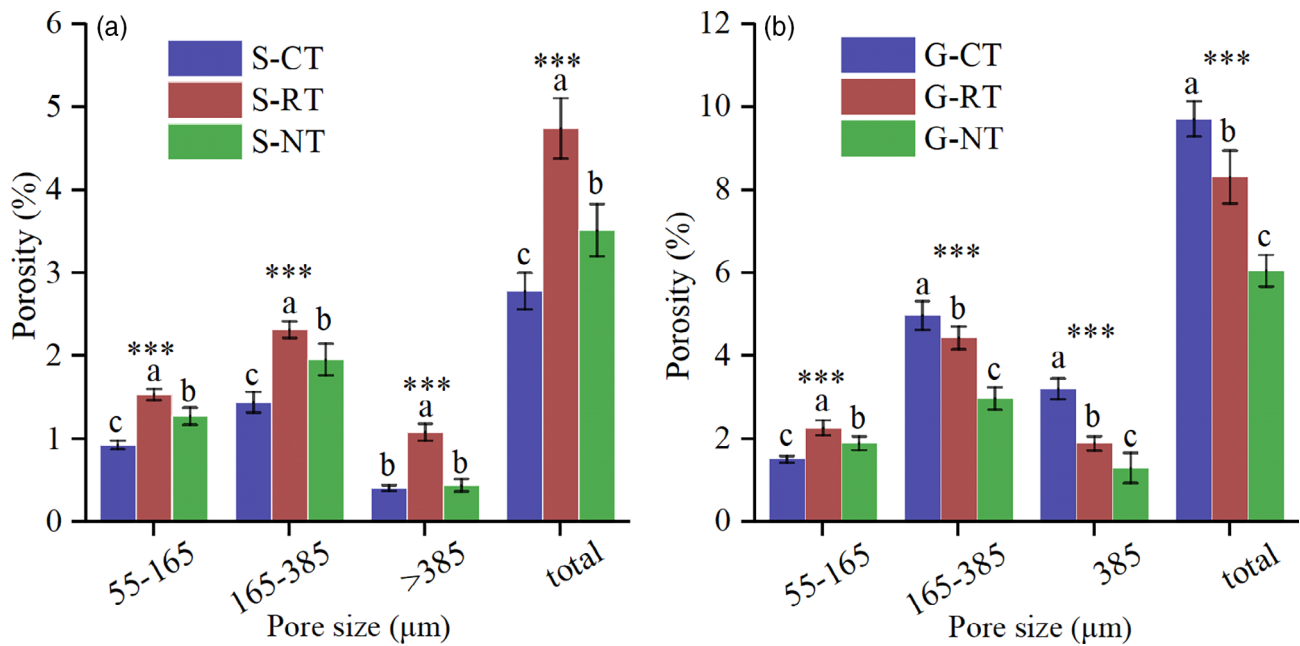 (a)
S-CT
S-RT
S-NT
Porosity (%)
6
5
4
3
2
1
0
***
c
a
b
***
c
a
b
***
b
a
b
***
c
a
b
55-165
165-385
>385
total
Pore size (μm)
(b)
G-CT
G-RT
G-NT
Porosity (%)
12
10
8
6
4
2
0
***
c
a
b
***
a
b
c
***
a
b
c
***
a
b
c
55-165
165-385
385
total
Pore size (μm)